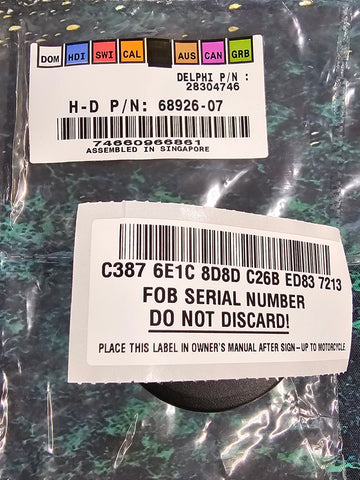 DOM HDI SWI CAL AUS CAN GRB
DELPHI P/N :
28304746
H-D P/N: 68926-07
74660966861
ASSEMBLED IN SINGAPORE
C387 6E1C 8D8D C26B ED83 7213
FOB SERIAL NUMBER
DO NOT DISCARD!
PLACE THIS LABEL IN OWNER'S MANUAL AFTER SIGN-UP TO MOTORCYCLE.